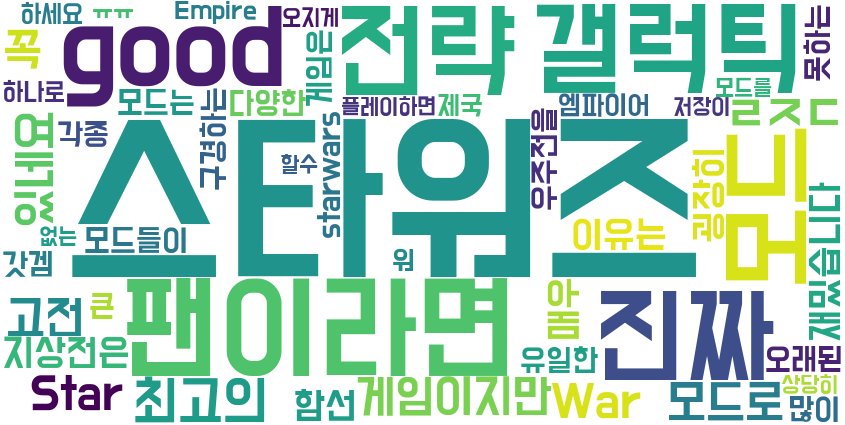 하세요 ㅠㅠ Empire 오지게
꼭 good 게임은 전략 갤럭틱 못하는
하나로 모드는 다양한 플레이하면 제국 엠파이어 모드를 저장이 ㄹㅈㄷ
있네요 각종 구경하는 할수 starwars 스타워즈 우주전을 굉장히 모드
없는 모드들이 워 이유는 재밌습니다
갓겜 큰 팬이라면 매우 진짜
고전
지상전은 유일한 오래된
Star 최고의 함선 게임이지만 War 모드로 상당히
많이